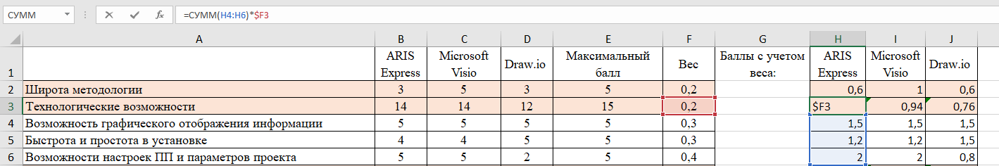 СУММ =СУММ(H4:H6)*$F3
A B C D E F G H I J
1 ARIS Express Microsoft Visio Draw.io Максимальный балл Вес Баллы с учетом веса: ARIS Express Microsoft Visio Draw.io
2 Широта методологии 3 5 3 5 0,2 0,6 1 0,6
3 Технологические возможности 14 14 12 15 0,2 $F3 0,94 0,76
4 Возможность графического отображения информации 5 5 5 5 0,3 1,5 1,5 1,5
5 Быстрота и простота в установке 4 4 5 5 0,3 1,2 1,2 1,5
6 Возможности настроек ПП и параметров проекта 5 5 2 5 0,4 2 2 0,8